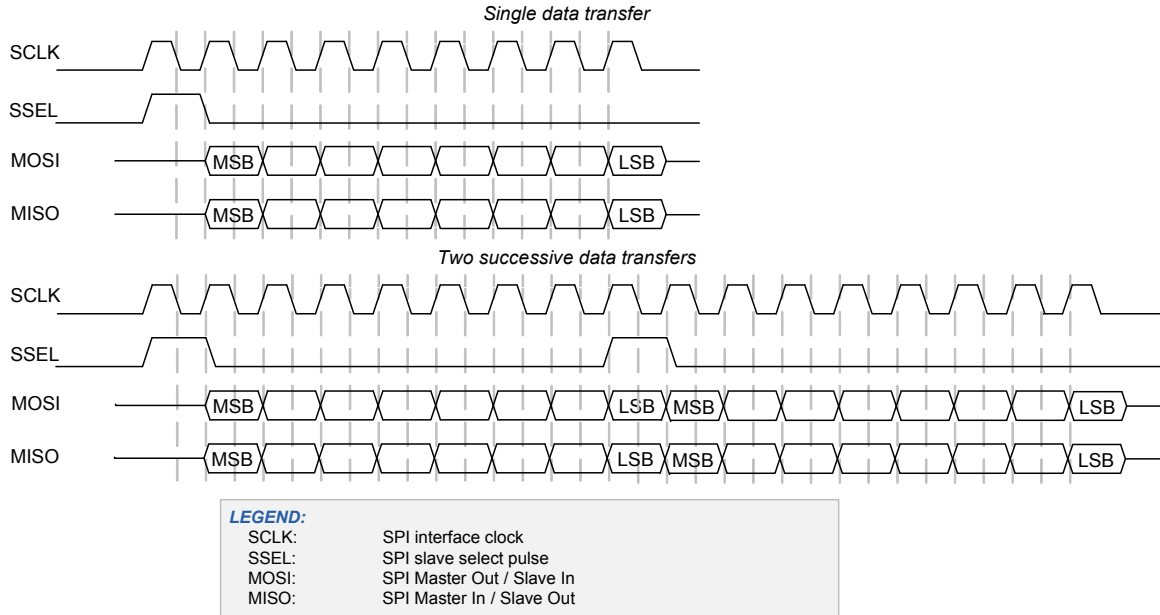 Single data transfer
SCLK
SSEL
MOSI MSB LSB
MISO MSB LSB
Two successive data transfers
SCLK
SSEL
MOSI MSB LSB MSB LSB
MISO MSB LSB MSB LSB
LEGEND:
SCLK: SPI interface clock
SSEL: SPI slave select pulse
MOSI: SPI Master Out / Slave In
MISO: SPI Master In / Slave Out